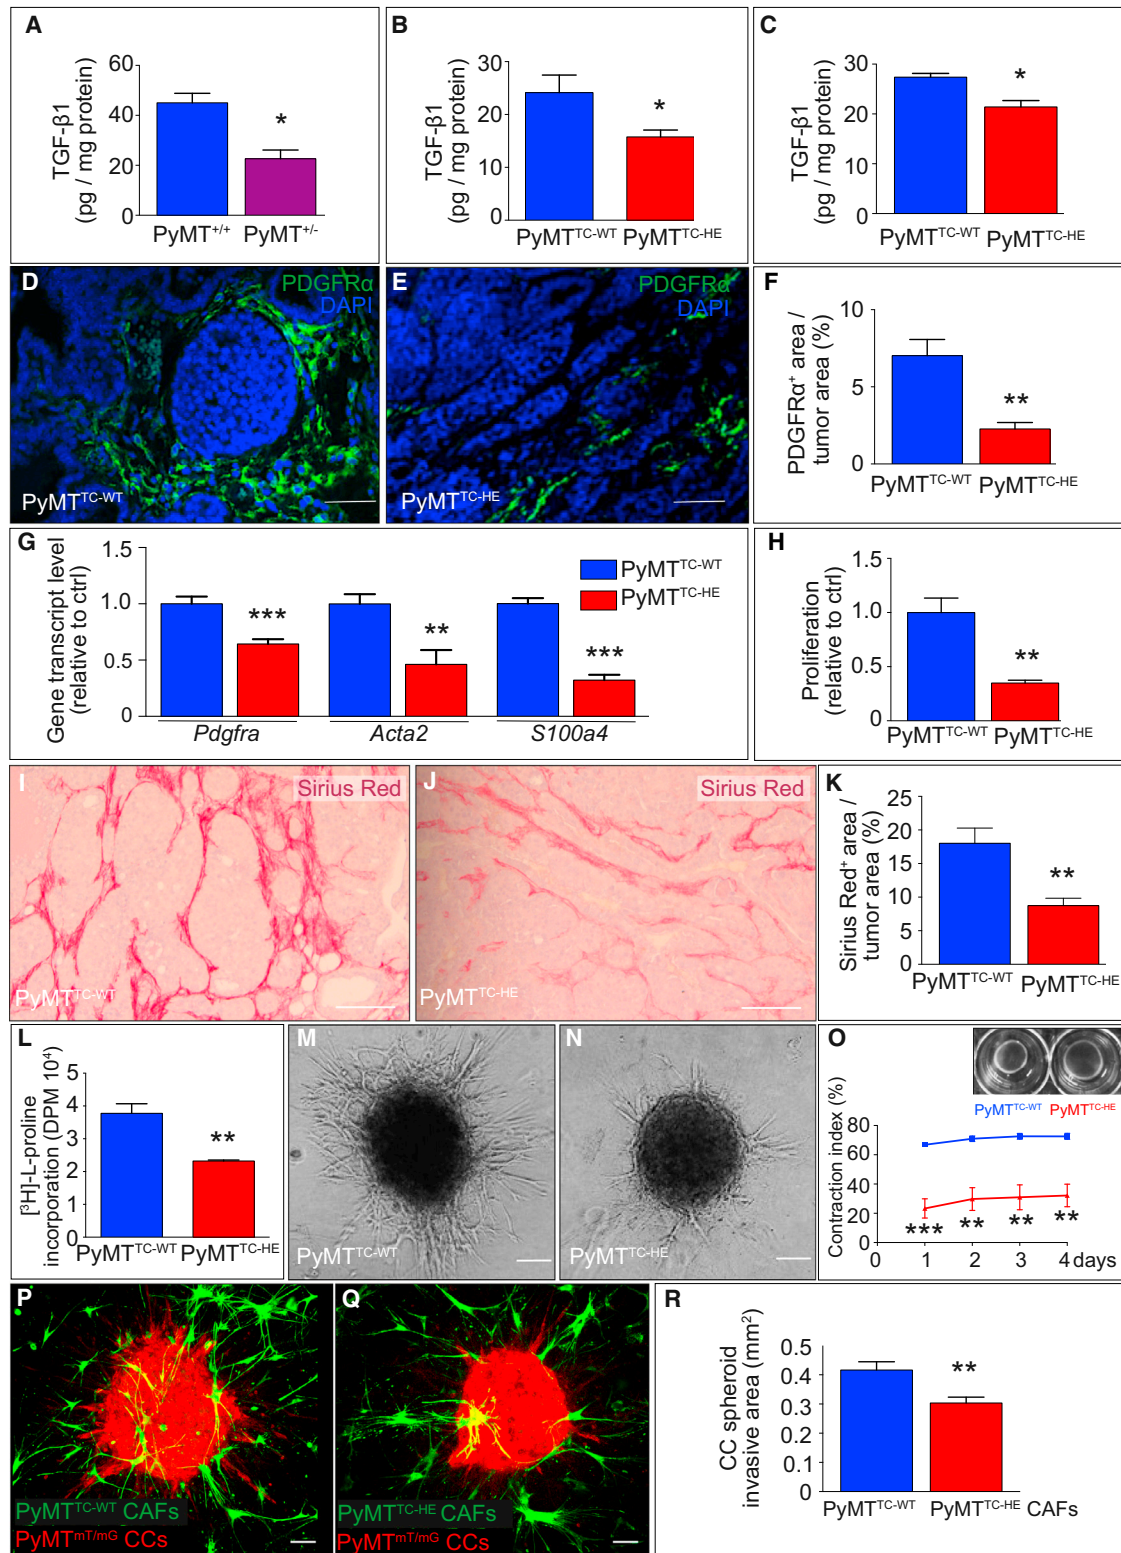 A
TGF-β1
(pg / mg protein)
60
40
20
0
*
PyMT+/+ PyMT+/-
B
TGF-β1
(pg / mg protein)
30
20
10
0
*
PyMTTC-WT PyMTTC-HE
C
TGF-β1
(pg / mg protein)
30
20
10
0
*
PyMTTC-WT PyMTTC-HE
D
PDGFRα
DAPI
PyMTTC-WT
E
PDGFRα
DAPI
PyMTTC-HE
F
PDGFRα+ area /
tumor area (%)
10
5
0
**
PyMTTC-WT PyMTTC-HE
G
Gene transcript level
(relative to ctrl)
1.5
1.0
0.5
0
PyMTTC-WT
PyMTTC-HE
***
**
***
Pdgfra Acta2 S100a4
H
Proliferation
(relative to ctrl)
1.5
1.0
0.5
0
**
PyMTTC-WT PyMTTC-HE
I
Sirius Red
PyMTTC-WT
J
Sirius Red
PyMTTC-HE
K
Sirius Red+ area /
tumor area (%)
25
20
15
10
5
0
**
PyMTTC-WT PyMTTC-HE
L
[3H]-L-proline
incorporation (DPM 104)
5
4
3
2
1
0
**
PyMTTC-WT PyMTTC-HE
M
PyMTTC-WT
N
PyMTTC-HE
O
PyMTTC-WT PyMTTC-HE
Contraction index (%)
80
60
40
20
0
*** ** ** **
0 1 2 3 4 days
P
PyMTTC-WT CAFs
PyMTmT/mG CCs
Q
PyMTTC-HE CAFs
PyMTmT/mG CCs
R
CC spheroid
invasive area (mm2)
0.5
0.4
0.3
0.2
0.1
0
**
PyMTTC-WT PyMTTC-HE CAFs